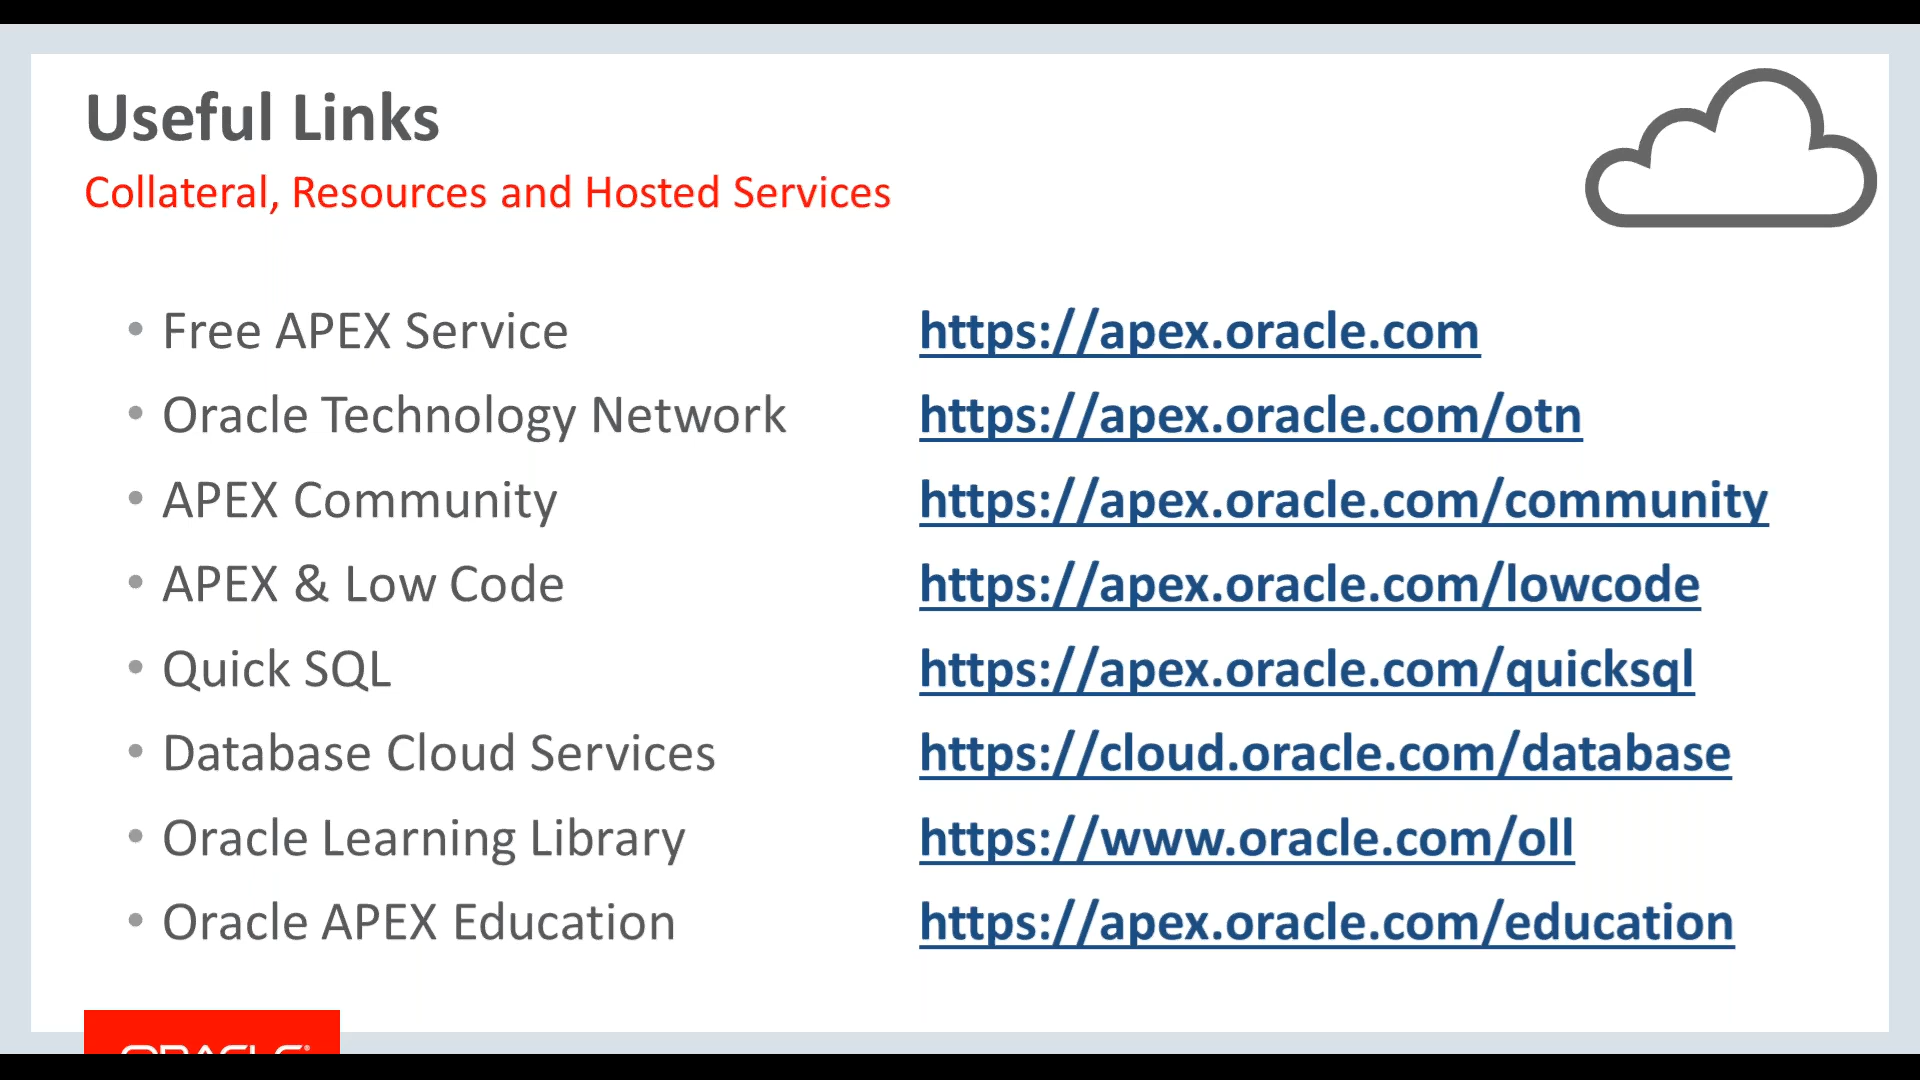 Useful Links
Collateral, Resources and Hosted Services
• Free APEX Service https://apex.oracle.com
• Oracle Technology Network https://apex.oracle.com/otn
• APEX Community https://apex.oracle.com/community
• APEX & Low Code https://apex.oracle.com/lowcode
• Quick SQL https://apex.oracle.com/quicksql
• Database Cloud Services https://cloud.oracle.com/database
• Oracle Learning Library https://www.oracle.com/oll
• Oracle APEX Education https://apex.oracle.com/education
ORACLE®